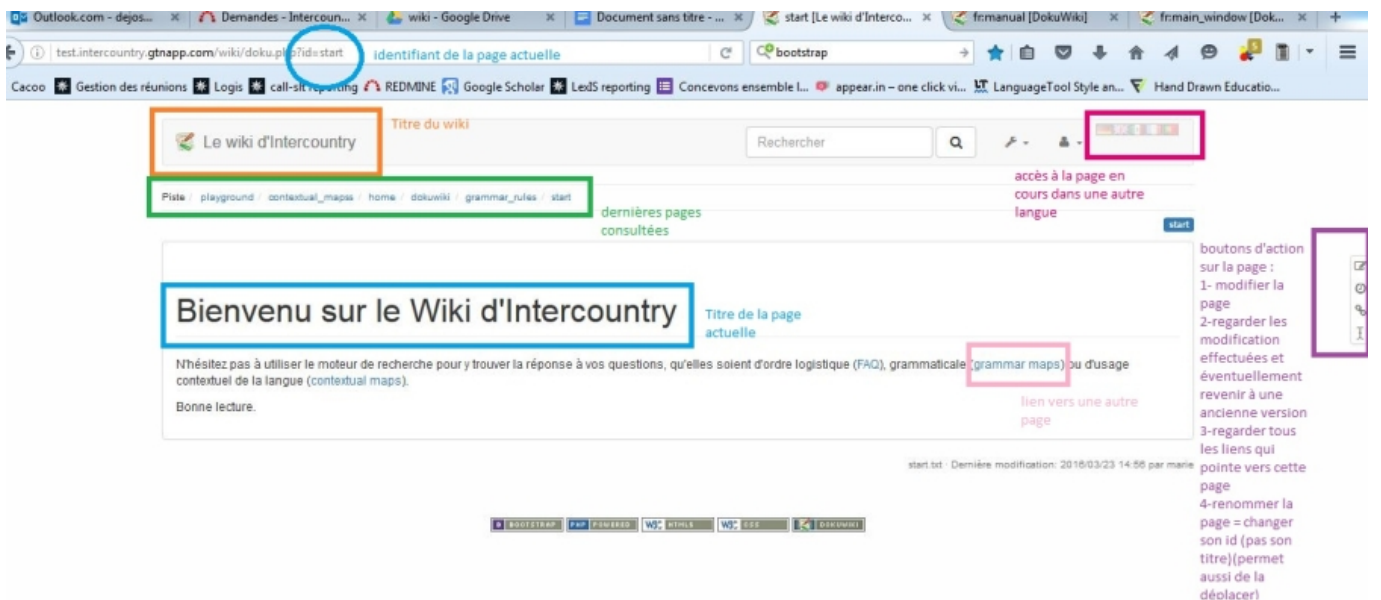 Outlook.com - dejos...
Demandes - Intercoun...
wiki - Google Drive
Document sans titre - ...
start [Le wiki d'Interco...
fr:manual [DokuWiki]
fr:main_window [Dok...
test.intercountry.gtnapp.com/wiki/doku.php?id=start
identifiant de la page actuelle
bootstrap
Cacoo
Gestion des réunions
Logis
call-sit reporting
REDMINE
Google Scholar
LexIS reporting
Concevons ensemble l...
appear.in – one click vi...
LanguageTool Style an...
Hand Drawn Educatio...
Titre du wiki
Le wiki d'Intercountry
Rechercher
accès à la page en
cours dans une autre
langue
Piste / playground / contextual_mapss / home / dokuwiki / grammar_rules / start
dernières pages
consultées
start
Bienvenu sur le Wiki d'Intercountry
Titre de la page
actuelle
N'hésitez pas à utiliser le moteur de recherche pour y trouver la réponse à vos questions, qu'elles soient d'ordre logistique (FAQ), grammaticale (grammar maps) ou d'usage
contextuel de la langue (contextual maps).
Bonne lecture.
lien vers une autre
page
start.txt · Dernière modification: 2016/03/23 14:56 par marie
boutons d'action
sur la page :
1- modifier la
page
2-regarder les
modification
effectuées et
éventuellement
revenir à une
ancienne version
3-regarder tous
les liens qui
pointe vers cette
page
4-renommer la
page = changer
son id (pas son
titre)(permet
aussi de la
déplacer)
BOOTSTRAP
PHP POWERED
W3C HTML5
W3C CSS
DOKUWIKI